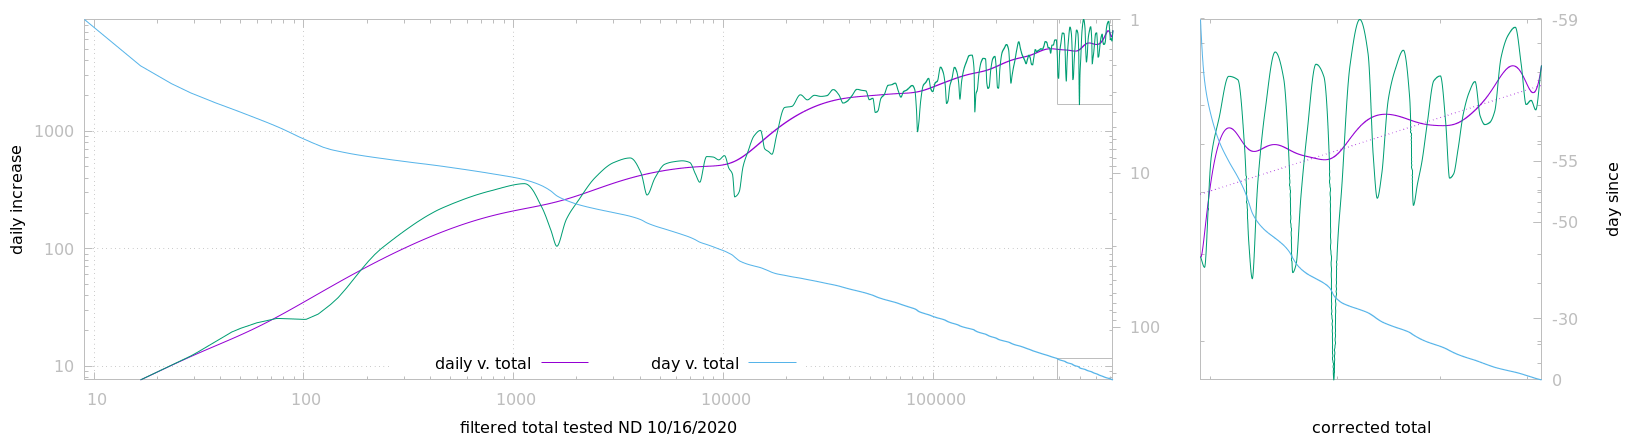 daily increase
1000
100
10
10
100
1000
10000
100000
1
10
100
daily v. total
day v. total
filtered total tested ND 10/16/2020
-59
-55
-50
-30
0
day since
corrected total